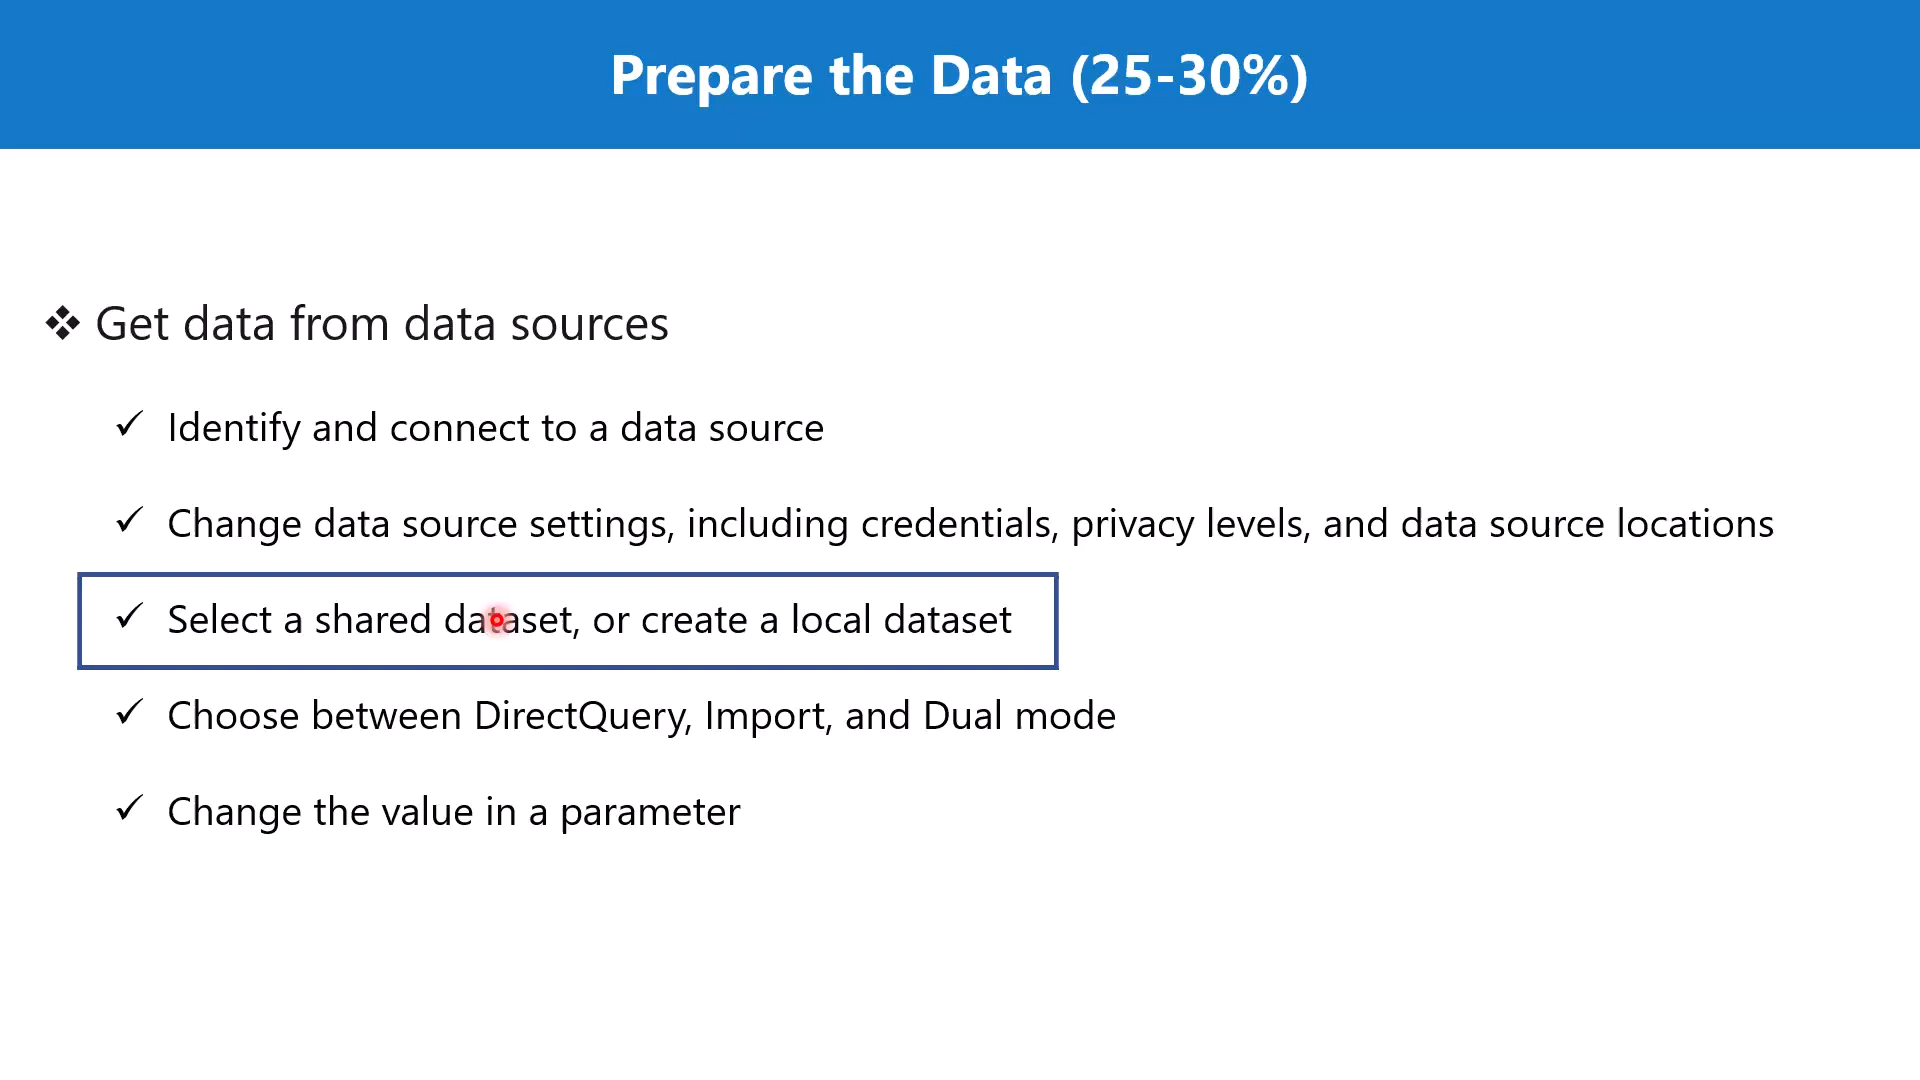 Prepare the Data (25-30%)
❖ Get data from data sources
✓ Identify and connect to a data source
✓ Change data source settings, including credentials, privacy levels, and data source locations
✓ Select a shared dataset, or create a local dataset
✓ Choose between DirectQuery, Import, and Dual mode
✓ Change the value in a parameter